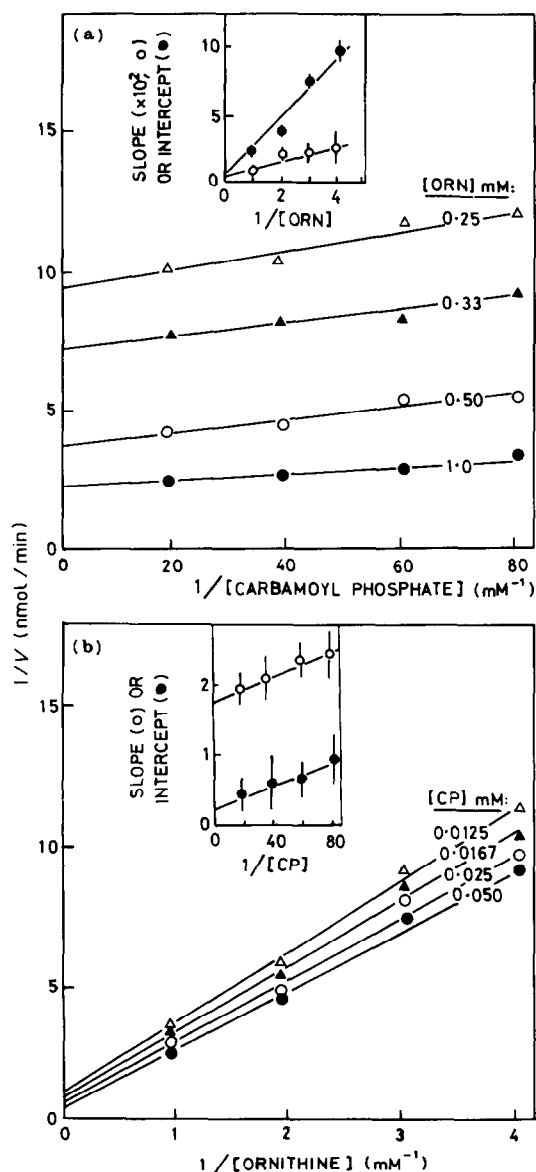 (a)
SLOPE (×10², o)
OR INTERCEPT (●)
10
5
0
0 1 2 3 4
1/[ORN]
15
10
5
0
[ORN] mM:
0·25
0·33
0·50
1·0
0 20 40 60 80
1/[CARBAMOYL PHOSPHATE] (mM⁻¹)
1/V (nmol/min)
(b)
SLOPE (o) OR
INTERCEPT (●)
2
1
0
0 40 80
1/[CP]
15
10
5
0
[CP] mM:
0·0125
0·0167
0·025
0·050
0 1 2 3 4
1/[ORNITHINE] (mM⁻¹)